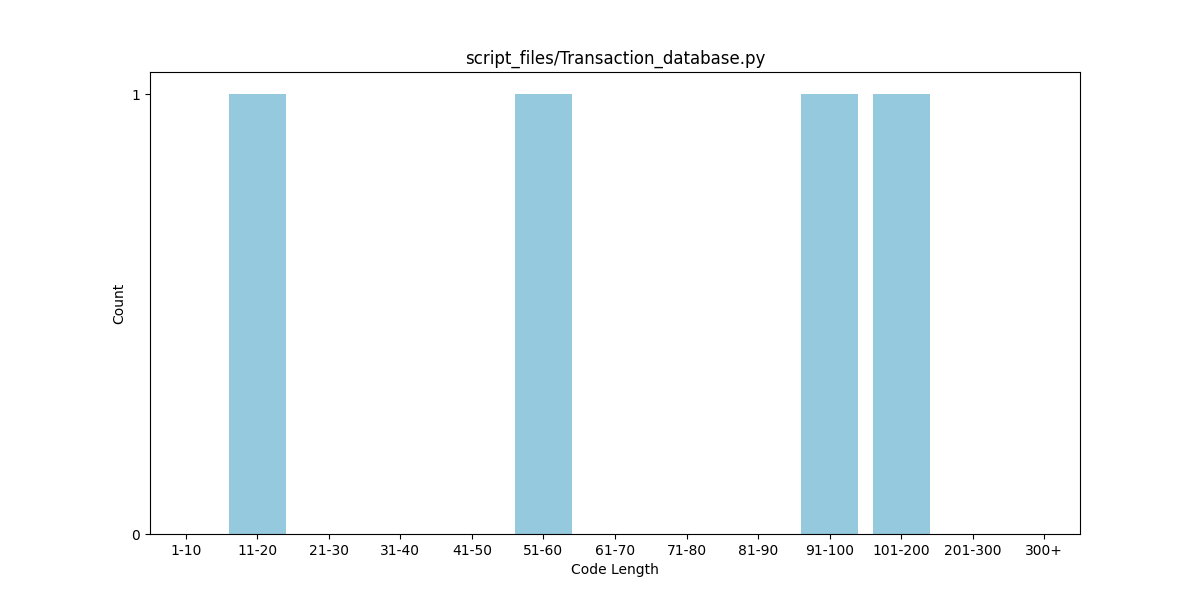 script_files/Transaction_database.py
1
Count
0
1-10 11-20 21-30 31-40 41-50 51-60 61-70 71-80 81-90 91-100 101-200 201-300 300+
Code Length